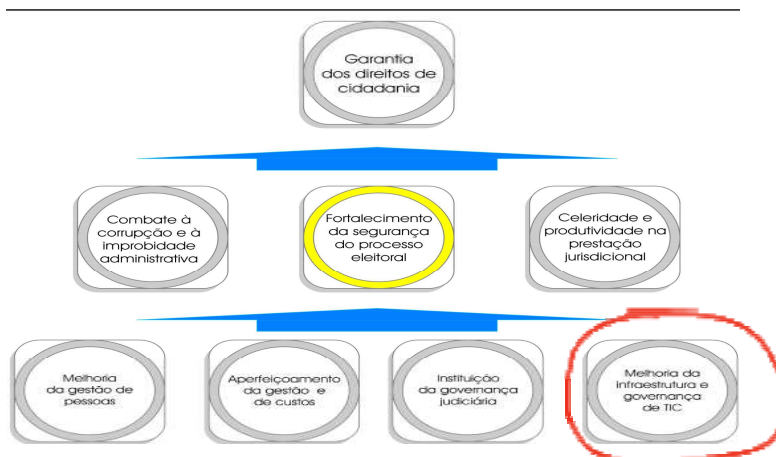 Garantia
dos direitos de
cidadania
Combate à
corrupção e à
improbidade
administrativa
Fortalecimento
da segurança
do processo
eleitoral
Celeridade e
produtividade na
prestação
jurisdicional
Melhoria
da gestão de
pessoas
Aperfeiçoamento
da gestão e
de custos
Instituição
da governança
judiciária
Melhoria da
infraestrutura e
governança
de TIC